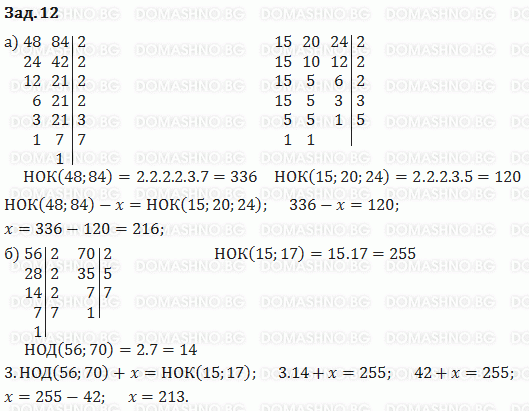 Зад.12
а) 48 84 2 15 20 24 2
24 42 2 15 10 12 2
12 21 2 15 5 6 2
6 21 2 15 5 3 3
3 21 3 5 5 1 5
1 7 7 1 1
1
НОК(48; 84) = 2.2.2.2.3.7 = 336 НОК(15; 20; 24) = 2.2.2.3.5 = 120
НОК(48; 84) − x = НОК(15; 20; 24); 336 − x = 120;
x = 336 − 120 = 216;
б) 56 2 70 2 НОК(15; 17) = 15.17 = 255
28 2 35 5
14 2 7 7
7 7 1
1
НОД(56; 70) = 2.7 = 14
3. НОД(56; 70) + x = НОК(15; 17); 3.14 + x = 255; 42 + x = 255;
x = 255 − 42; x = 213.